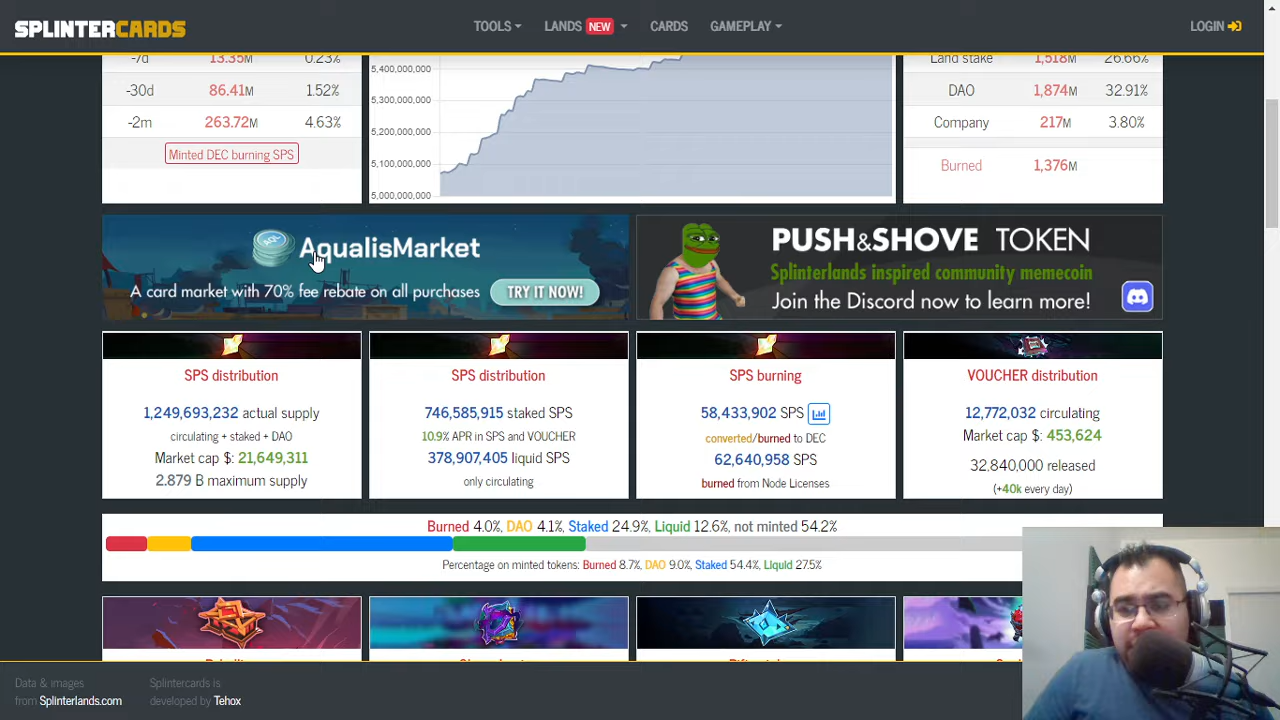 SPLINTERCARDS
TOOLS
LANDS NEW
CARDS
GAMEPLAY
LOGIN
-7d 13.35M 0.23%
-30d 86.41M 1.52%
-2m 263.72M 4.63%
Minted DEC burning SPS
5,400,000,000
5,300,000,000
5,200,000,000
5,100,000,000
5,000,000,000
Land stake 1,518M 26.66%
DAO 1,874M 32.91%
Company 217M 3.80%
Burned 1,376M
AqualisMarket
A card market with 70% fee rebate on all purchases
TRY IT NOW!
PUSH&SHOVE TOKEN
Splinterlands inspired community memecoin
Join the Discord now to learn more!
SPS distribution
1,249,693,232 actual supply
circulating + staked + DAO
Market cap $: 21,649,311
2.879 B maximum supply
SPS distribution
746,585,915 staked SPS
10.9% APR in SPS and VOUCHER
378,907,405 liquid SPS
only circulating
SPS burning
58,433,902 SPS
converted/burned to DEC
62,640,958 SPS
burned from Node Licenses
VOUCHER distribution
12,772,032 circulating
Market cap $: 453,624
32.840,000 released
(+40k every day)
Burned 4.0%, DAO 4.1%, Staked 24.9%, Liquid 12.6%, not minted 54.2%
Percentage on minted tokens: Burned 8.7%, DAO 9.0%, Staked 54.4%, Liquid 27.5%
Data & images
from Splinterlands.com
Splintercards is
developed by Tehox